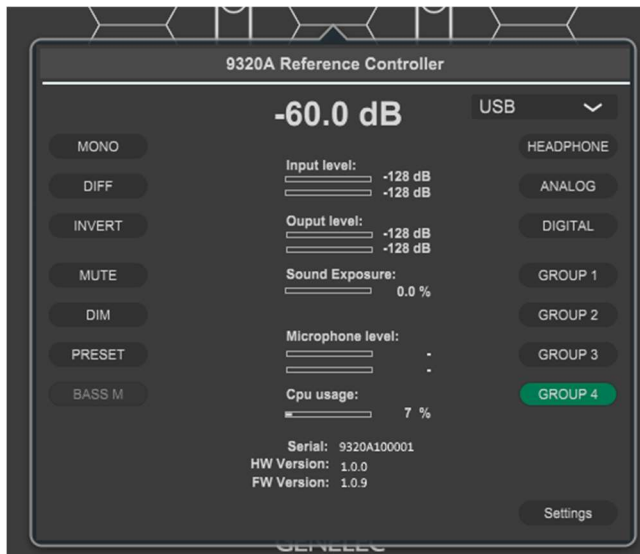 9320A Reference Controller
-60.0 dB
USB
MONO
HEADPHONE
Input level:
-128 dB
-128 dB
DIFF
ANALOG
INVERT
Ouput level:
-128 dB
-128 dB
DIGITAL
MUTE
Sound Exposure:
0.0 %
GROUP 1
DIM
GROUP 2
PRESET
Microphone level:
-
-
GROUP 3
BASS M
Cpu usage:
7 %
GROUP 4
Serial: 9320A100001
HW Version: 1.0.0
FW Version: 1.0.9
Settings
GENELEC